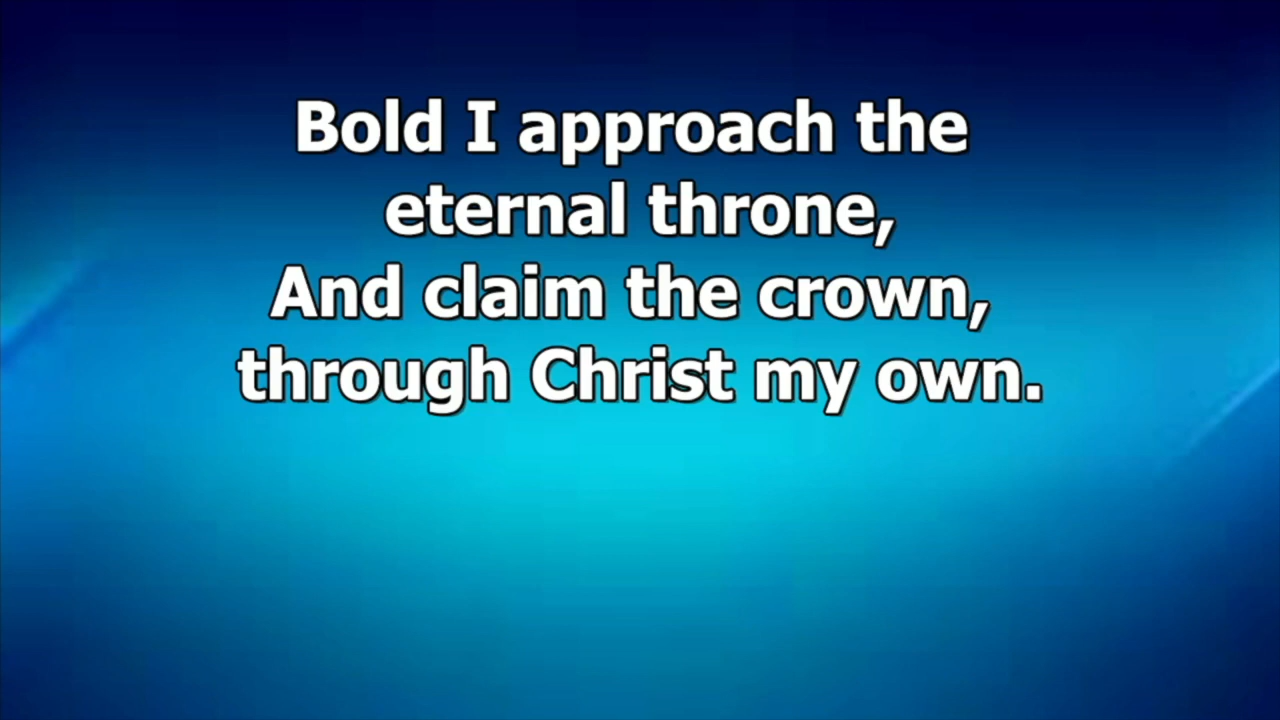 Bold I approach the
eternal throne,
And claim the crown,
through Christ my own.